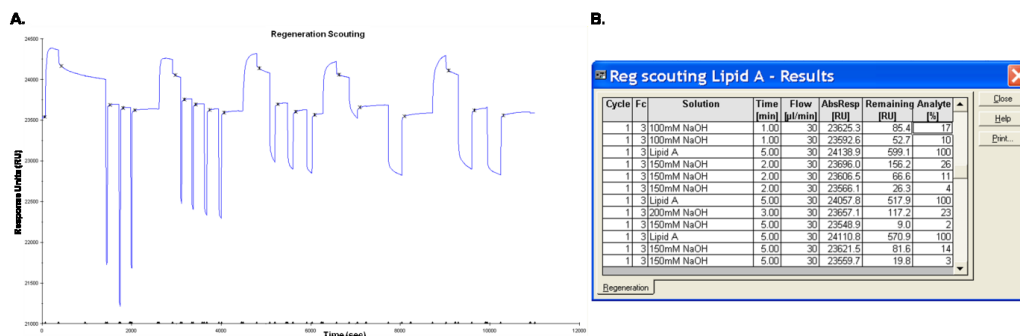 A.
Regeneration Scouting
24500
24000
23500
23000
22500
22000
21500
21000
Response Units (RU)
0 2000 4000 6000 8000 10000 12000
Time (sec)
B.
Reg scouting Lipid A - Results
Cycle Fc Solution Time [min] Flow [µl/min] AbsResp [RU] Remaining [RU] Analyte [%]
1 3 100mM NaOH 1.00 30 23625.3 85.4 17
1 3 100mM NaOH 1.00 30 23592.6 52.7 10
1 3 Lipid A 5.00 30 24138.9 599.1 100
1 3 150mM NaOH 2.00 30 23696.0 156.2 26
1 3 150mM NaOH 2.00 30 23606.5 66.6 11
1 3 150mM NaOH 2.00 30 23566.1 26.3 4
1 3 Lipid A 5.00 30 24057.8 517.9 100
1 3 200mM NaOH 3.00 30 23657.1 117.2 23
1 3 150mM NaOH 5.00 30 23548.9 9.0 2
1 3 Lipid A 5.00 30 24110.8 570.9 100
1 3 150mM NaOH 5.00 30 23621.5 81.6 14
1 3 150mM NaOH 5.00 30 23559.7 19.8 3
Regeneration
Close
Help
Print...